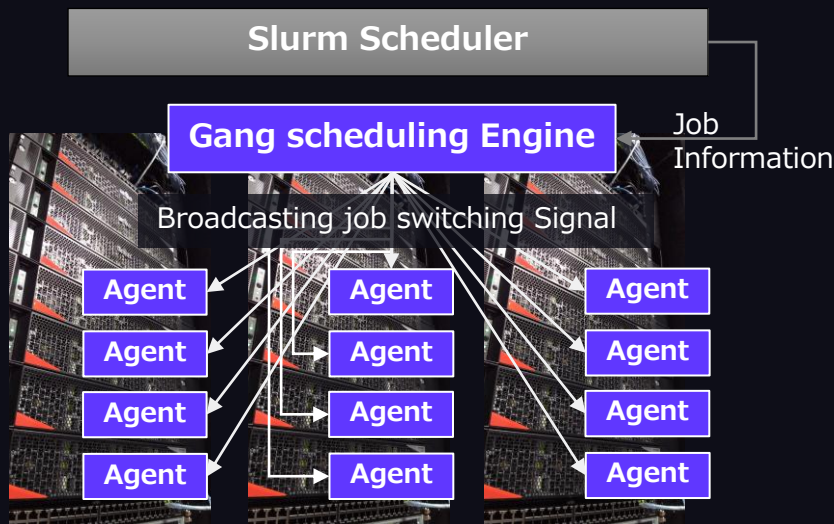 Slurm Scheduler
Gang scheduling Engine
Job
Information
Broadcasting job switching Signal
Agent
Agent
Agent
Agent
Agent
Agent
Agent
Agent
Agent
Agent
Agent
Agent